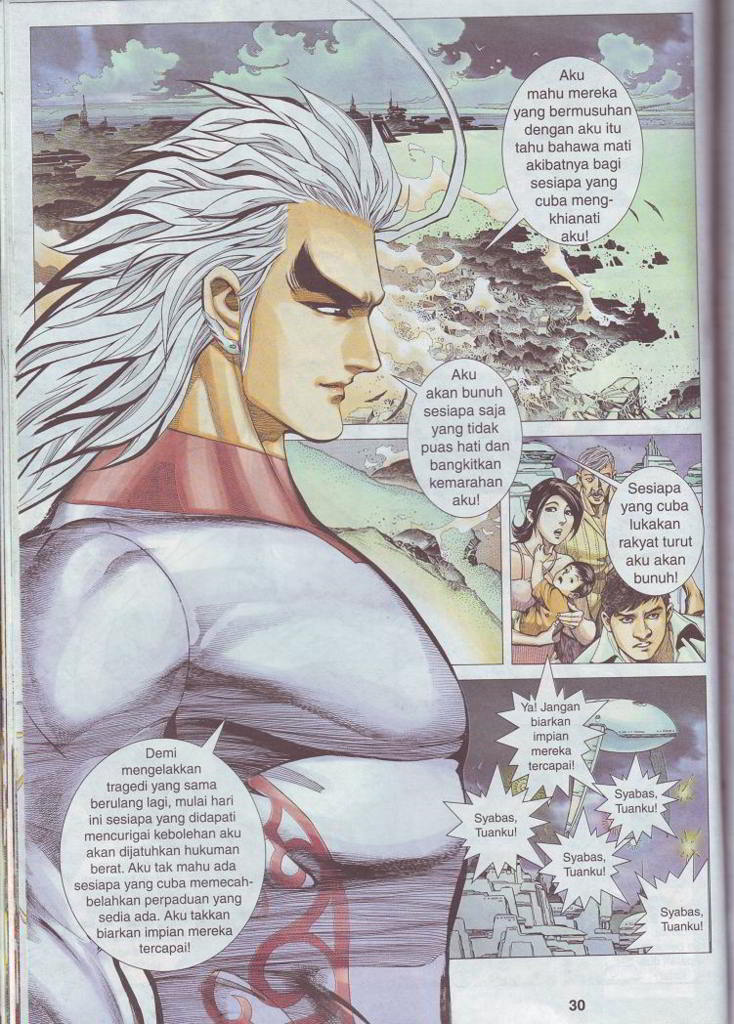 Aku
mahu mereka
yang bermusuhan
dengan aku itu
tahu bahawa mati
akibatnya bagi
sesiapa yang
cuba meng-
khianati
aku!
Aku
akan bunuh
sesiapa saja
yang tidak
puas hati dan
bangkitkan
kemarahan
aku!
Sesiapa
yang cuba
lukakan
rakyat turut
aku akan
bunuh!
Demi
mengelakkan
tragedi yang sama
berulang lagi, mulai hari
ini sesiapa yang didapati
mencurigai kebolehan aku
akan dijatuhkan hukuman
berat. Aku tak mahu ada
sesiapa yang cuba memecah-
belahkan perpaduan yang
sedia ada. Aku takkan
biarkan impian mereka
tercapai!
Ya! Jangan
biarkan
impian
mereka
tercapai!
Syabas,
Tuanku!
Syabas,
Tuanku!
Syabas,
Tuanku!
Syabas,
Tuanku!
30